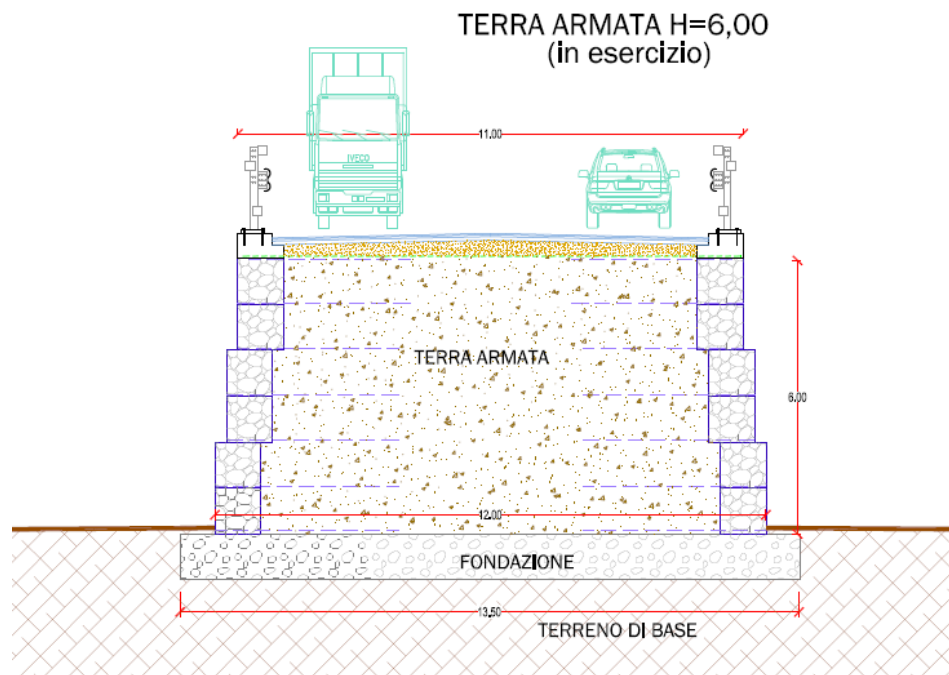 TERRA ARMATA H=6,00
(in esercizio)
11.00
IVECO
TERRA ARMATA
6.00
12.00
FONDAZIONE
13,50
TERRENO DI BASE